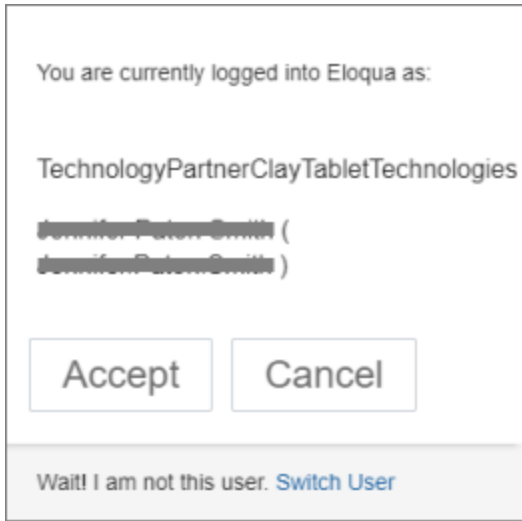 You are currently logged into Eloqua as:
TechnologyPartnerClayTabletTechnologies
(
)
Accept
Cancel
Wait! I am not this user. Switch User